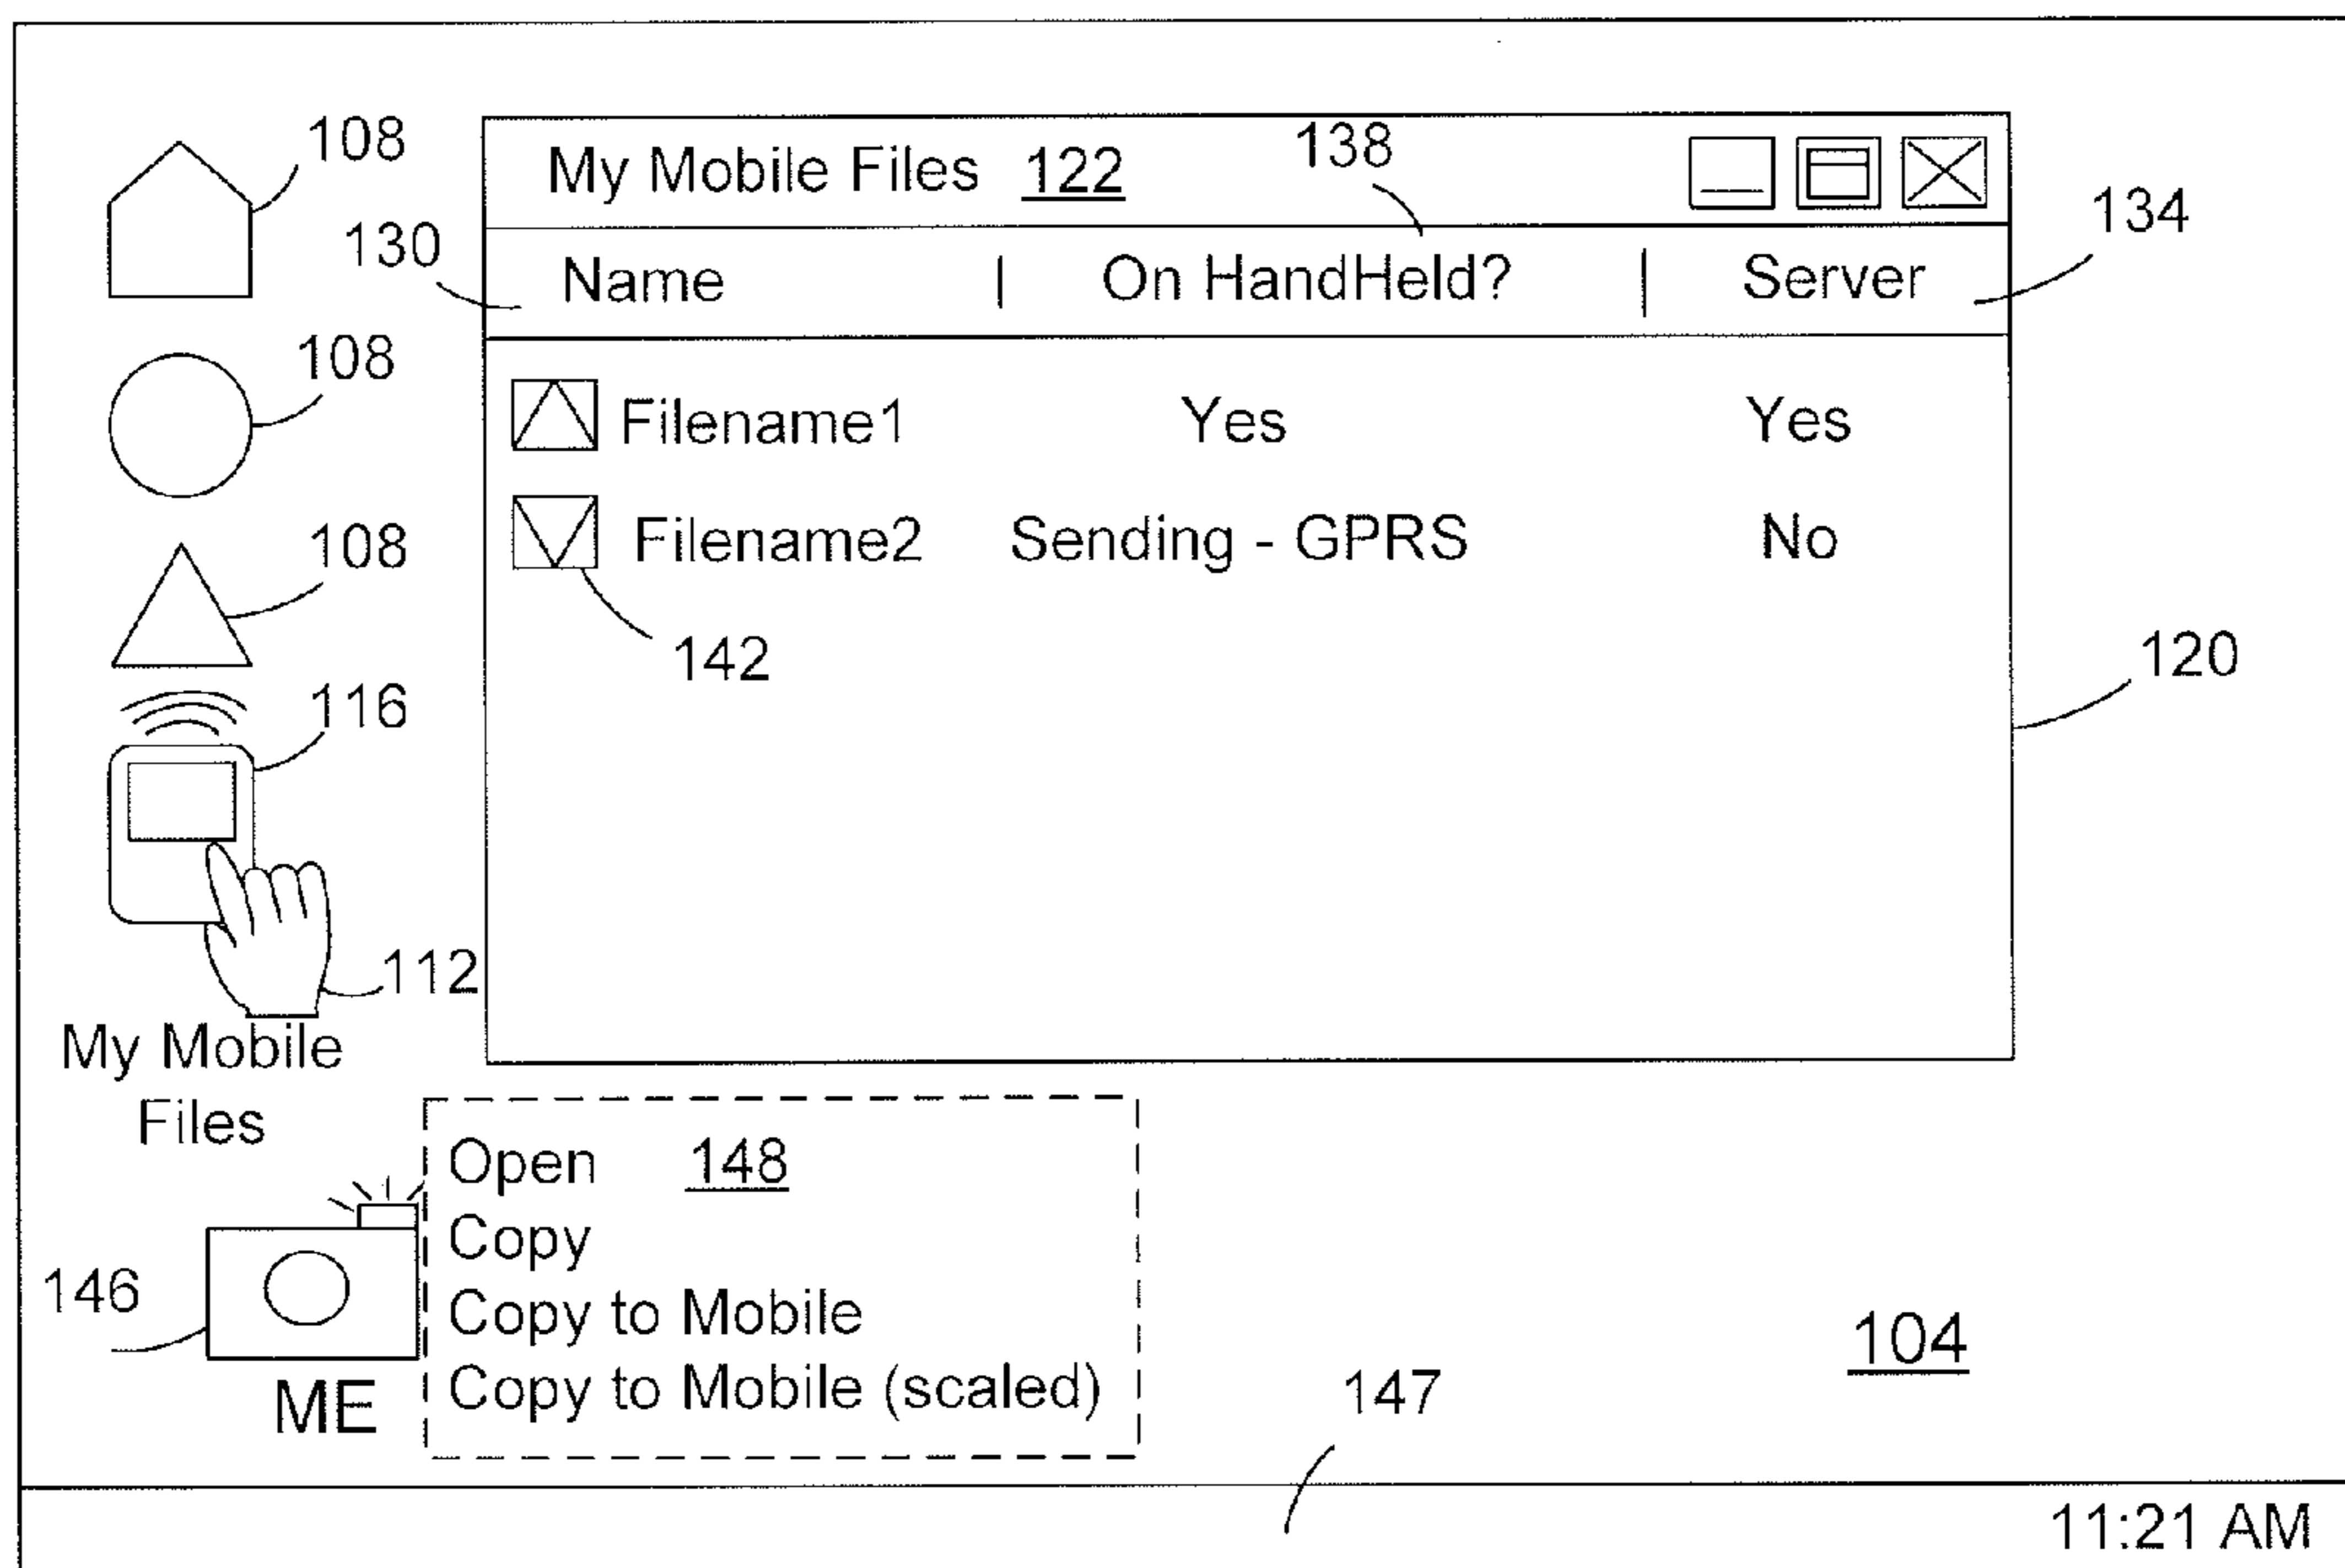 108
My Mobile Files 122
138
134
130
Name | On HandHeld? | Server
108
Filename1 Yes Yes
108
Filename2 Sending - GPRS No
142
120
116
112
My Mobile
Files
Open 148
Copy
146
Copy to Mobile
104
Copy to Mobile (scaled)
147
ME
11:21 AM